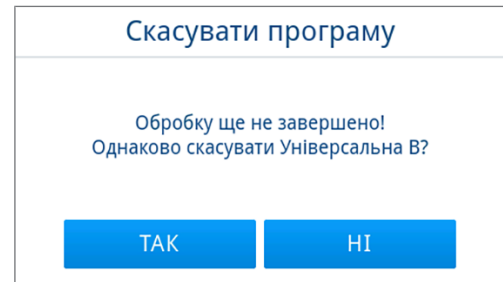 Скасувати програму
Обробку ще не завершено!
Однаково скасувати Універсальна B?
ТАК
НІ